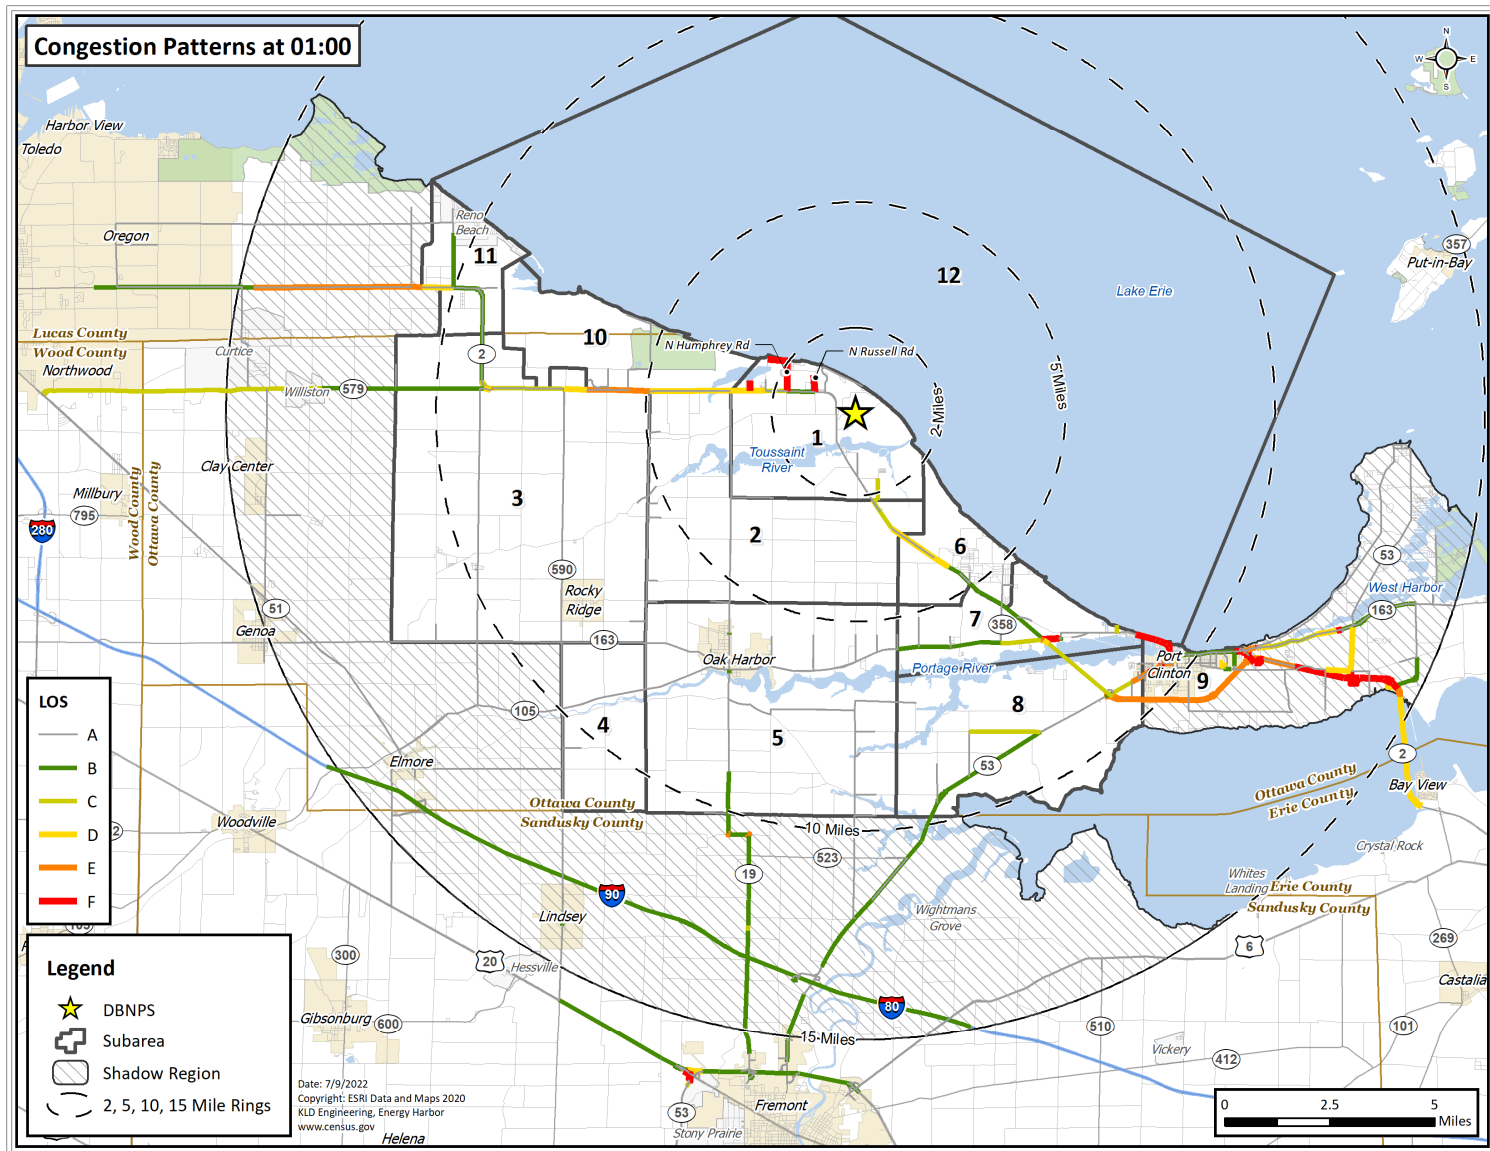 Congestion Patterns at 01:00
N
W
E
S
Harbor View
Toledo
Oregon
Reno
Beach
11
12
Lake Erie
357
Put-in-Bay
Lucas County
Wood County
Northwood
Curtice
2
10
N Humphrey Rd
N Russell Rd
Williston
579
5 Miles
2-Miles
1
Toussaint
River
Clay Center
Millbury
795
280
Wood County
Ottawa County
3
2
6
590
Rocky
Ridge
53
West Harbor
163
51
Genoa
163
7
358
Oak Harbor
Portage River
Port
Clinton
9
8
105
4
5
53
2
Bay View
Elmore
Woodville
Ottawa County
Sandusky County
Ottawa County
Erie County
10 Miles
523
19
Crystal Rock
Whites
Landing
Erie County
Sandusky County
90
Lindsey
Wightmans
Grove
6
269
Castalia
300
20
Hessville
80
Gibsonburg
600
15-Miles
510
101
Vickery
412
Fremont
53
Stony Prairie
Helena
LOS
A
B
C
D
E
F
Legend
DBNPS
Subarea
Shadow Region
2, 5, 10, 15 Mile Rings
Date: 7/9/2022
Copyright: ESRI Data and Maps 2020
KLD Engineering, Energy Harbor
www.census.gov
0
2.5
5
Miles